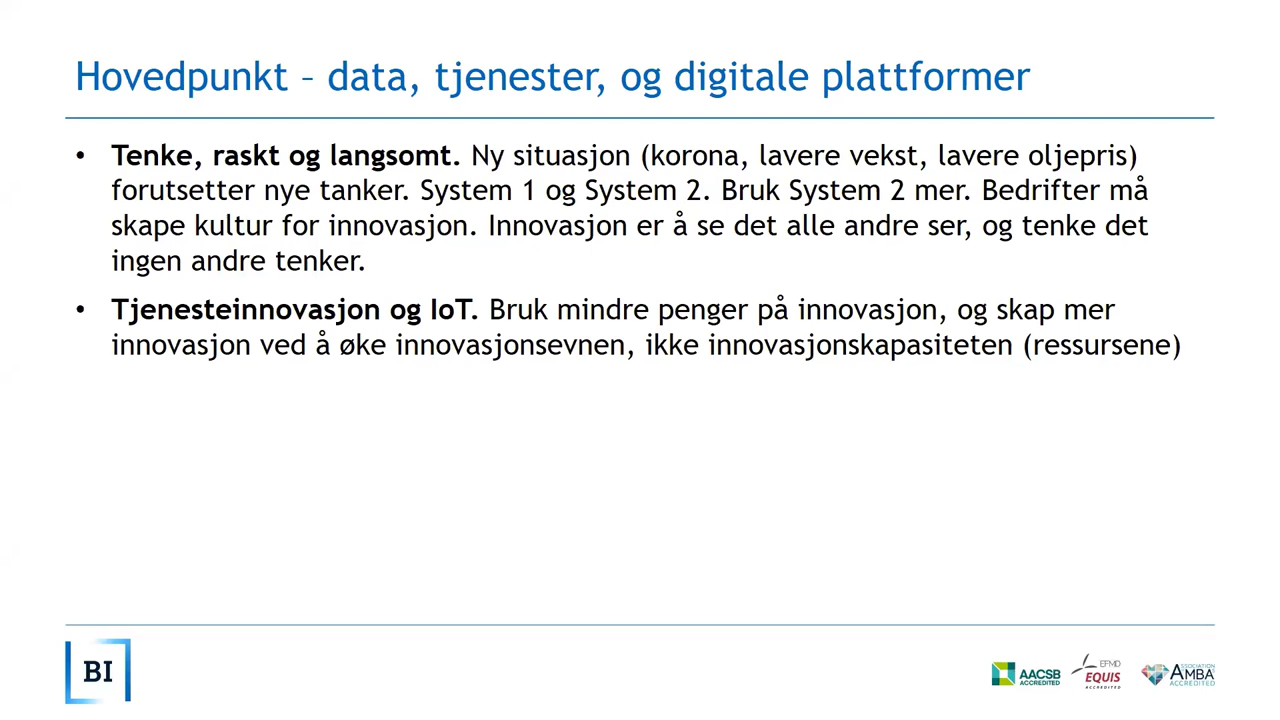 Hovedpunkt – data, tjenester, og digitale plattformer
• Tenke, raskt og langsomt. Ny situasjon (korona, lavere vekst, lavere oljepris)
forutsetter nye tanker. System 1 og System 2. Bruk System 2 mer. Bedrifter må
skape kultur for innovasjon. Innovasjon er å se det alle andre ser, og tenke det
ingen andre tenker.
• Tjenesteinnovasjon og IoT. Bruk mindre penger på innovasjon, og skap mer
innovasjon ved å øke innovasjonsevnen, ikke innovasjonskapasiteten (ressursene)
BI
AACSB
ACCREDITED
EFMD
EQUIS
ACCREDITED
ASSOCIATION
AMBA
ACCREDITED